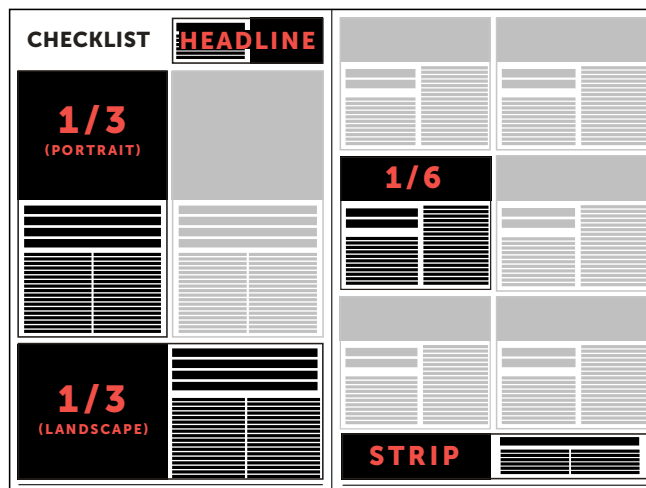 CHECKLIST
HEADLINE
1/3
(PORTRAIT)
1/3
(LANDSCAPE)
1/6
STRIP